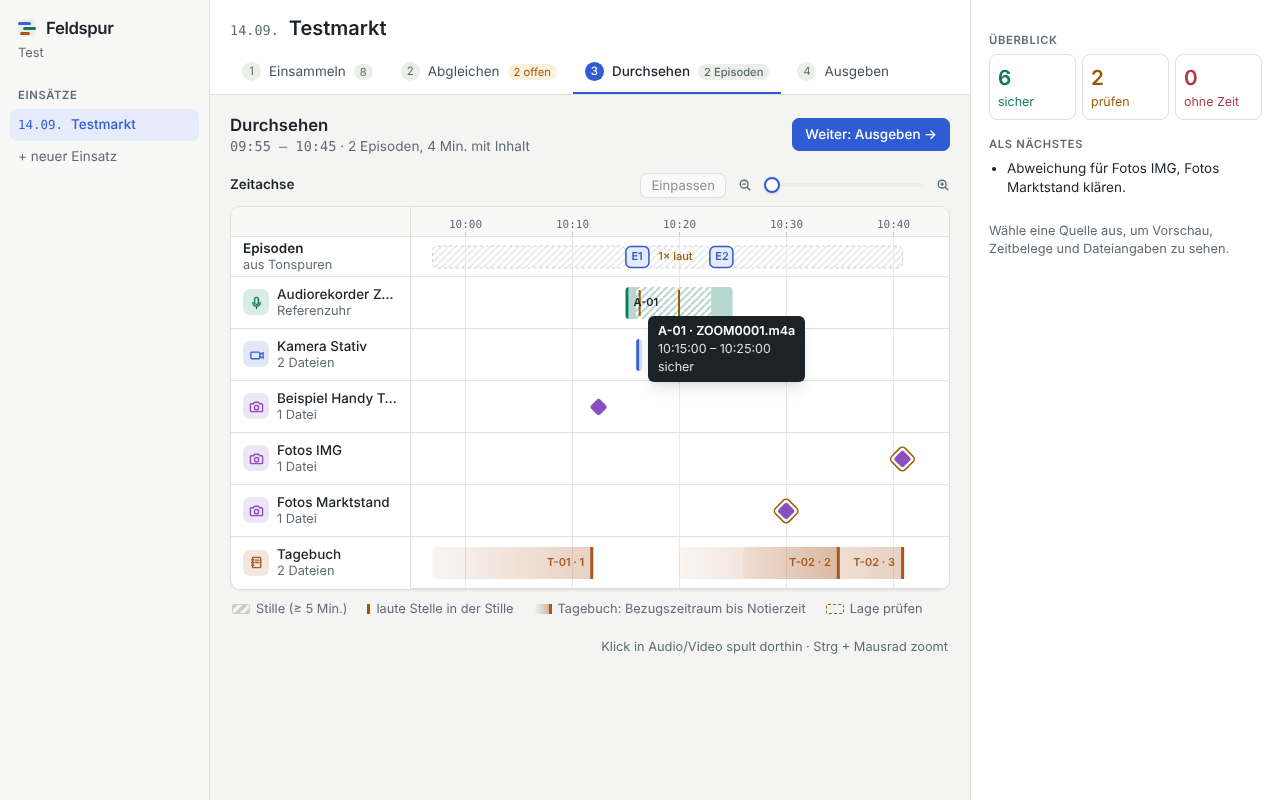 Feldspur
Test
EINSÄTZE
14.09. Testmarkt
+ neuer Einsatz
14.09. Testmarkt
1 Einsammeln 8
2 Abgleichen 2 offen
3 Durchsehen 2 Episoden
4 Ausgeben
Durchsehen
09:55 – 10:45 · 2 Episoden, 4 Min. mit Inhalt
Weiter: Ausgeben →
Zeitachse
Einpassen
10:00 10:10 10:20 10:30 10:40
Episoden
aus Tonspuren
E1 1× laut E2
Audiorekorder Z…
Referenzuhr
A-01
A-01 · ZOOM0001.m4a
10:15:00 – 10:25:00
sicher
Kamera Stativ
2 Dateien
Beispiel Handy T…
1 Datei
Fotos IMG
1 Datei
Fotos Marktstand
1 Datei
Tagebuch
2 Dateien
T-01 · 1 T-02 · 2 T-02 · 3
Stille (≥ 5 Min.) laute Stelle in der Stille Tagebuch: Bezugszeitraum bis Notierzeit Lage prüfen
Klick in Audio/Video spult dorthin · Strg + Mausrad zoomt
ÜBERBLICK
6 2 0
sicher prüfen ohne Zeit
ALS NÄCHSTES
• Abweichung für Fotos IMG, Fotos
Marktstand klären.
Wähle eine Quelle aus, um Vorschau,
Zeitbelege und Dateiangaben zu sehen.